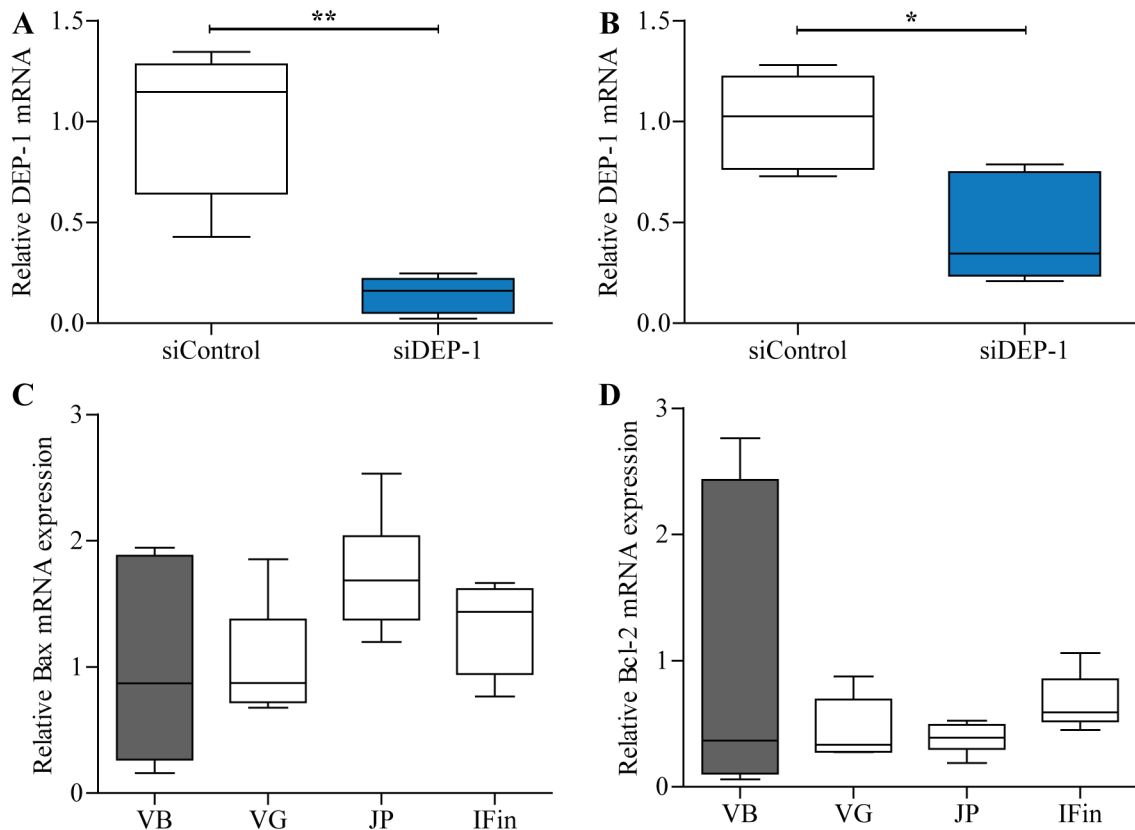 A
Relative DEP-1 mRNA
1.5
1.0
0.5
0.0
**
siControl
siDEP-1
B
Relative DEP-1 mRNA
1.5
1.0
0.5
0.0
*
siControl
siDEP-1
C
Relative Bax mRNA expression
3
2
1
0
VB
VG
JP
IFin
D
Relative Bcl-2 mRNA expression
3
2
1
0
VB
VG
JP
IFin